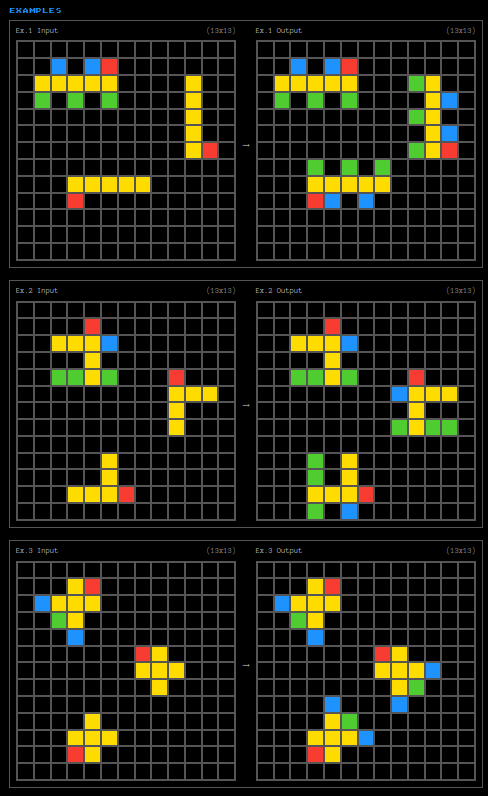 EXAMPLES
Ex.1 Input (13x13) Ex.1 Output (13x13)
→
Ex.2 Input (13x13) Ex.2 Output (13x13)
→
Ex.3 Input (13x13) Ex.3 Output (13x13)
→